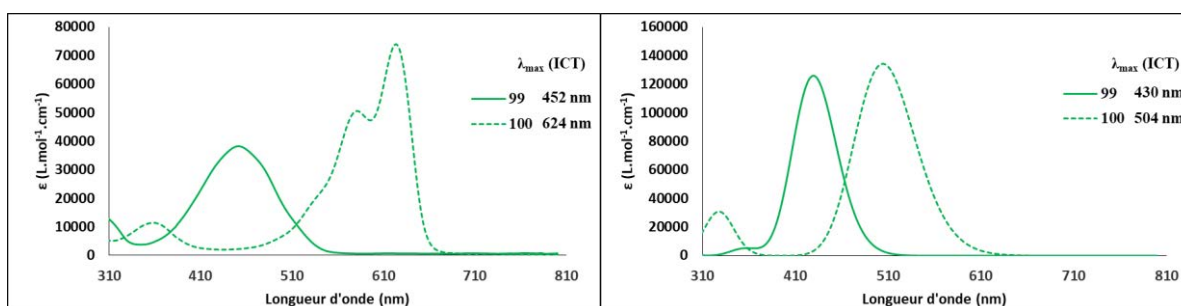 80000
70000
60000
50000
40000
30000
20000
10000
0
ε (L.mol-1.cm-1)
310 410 510 610 710 810
Longueur d'onde (nm)
λmax (ICT)
99 452 nm
100 624 nm
160000
140000
120000
100000
80000
60000
40000
20000
0
ε (L.mol-1.cm-1)
310 410 510 610 710 810
Longueur d'onde (nm)
λmax (ICT)
99 430 nm
100 504 nm